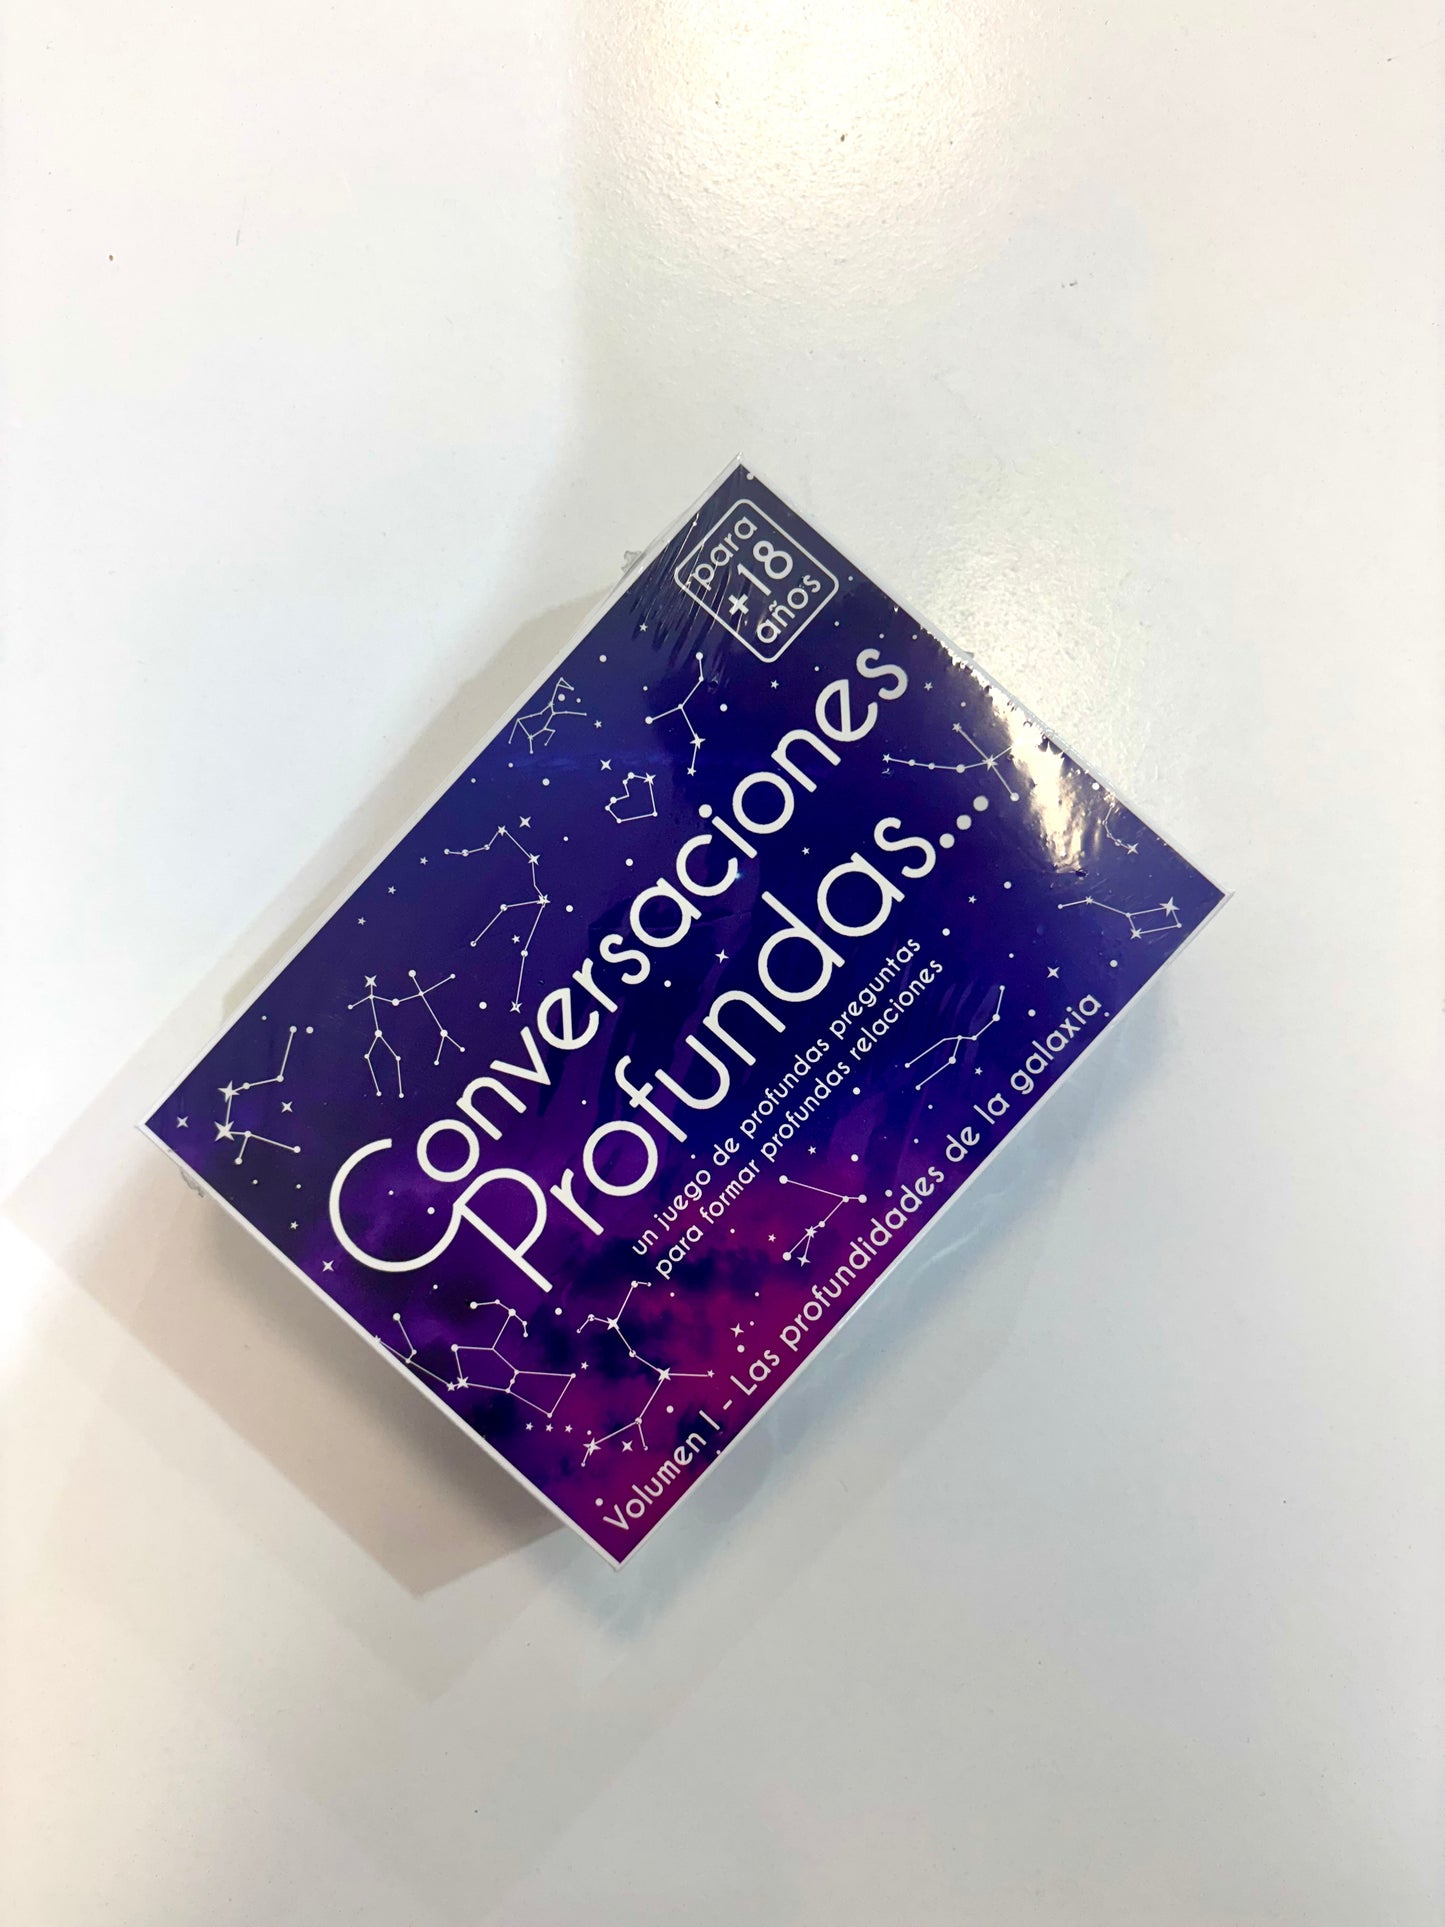 para
+18
años
Conversaciones
Profundas...
un juego de profundas preguntas
para formar profundas relaciones
Volumen I - Las profundidades de la galaxia